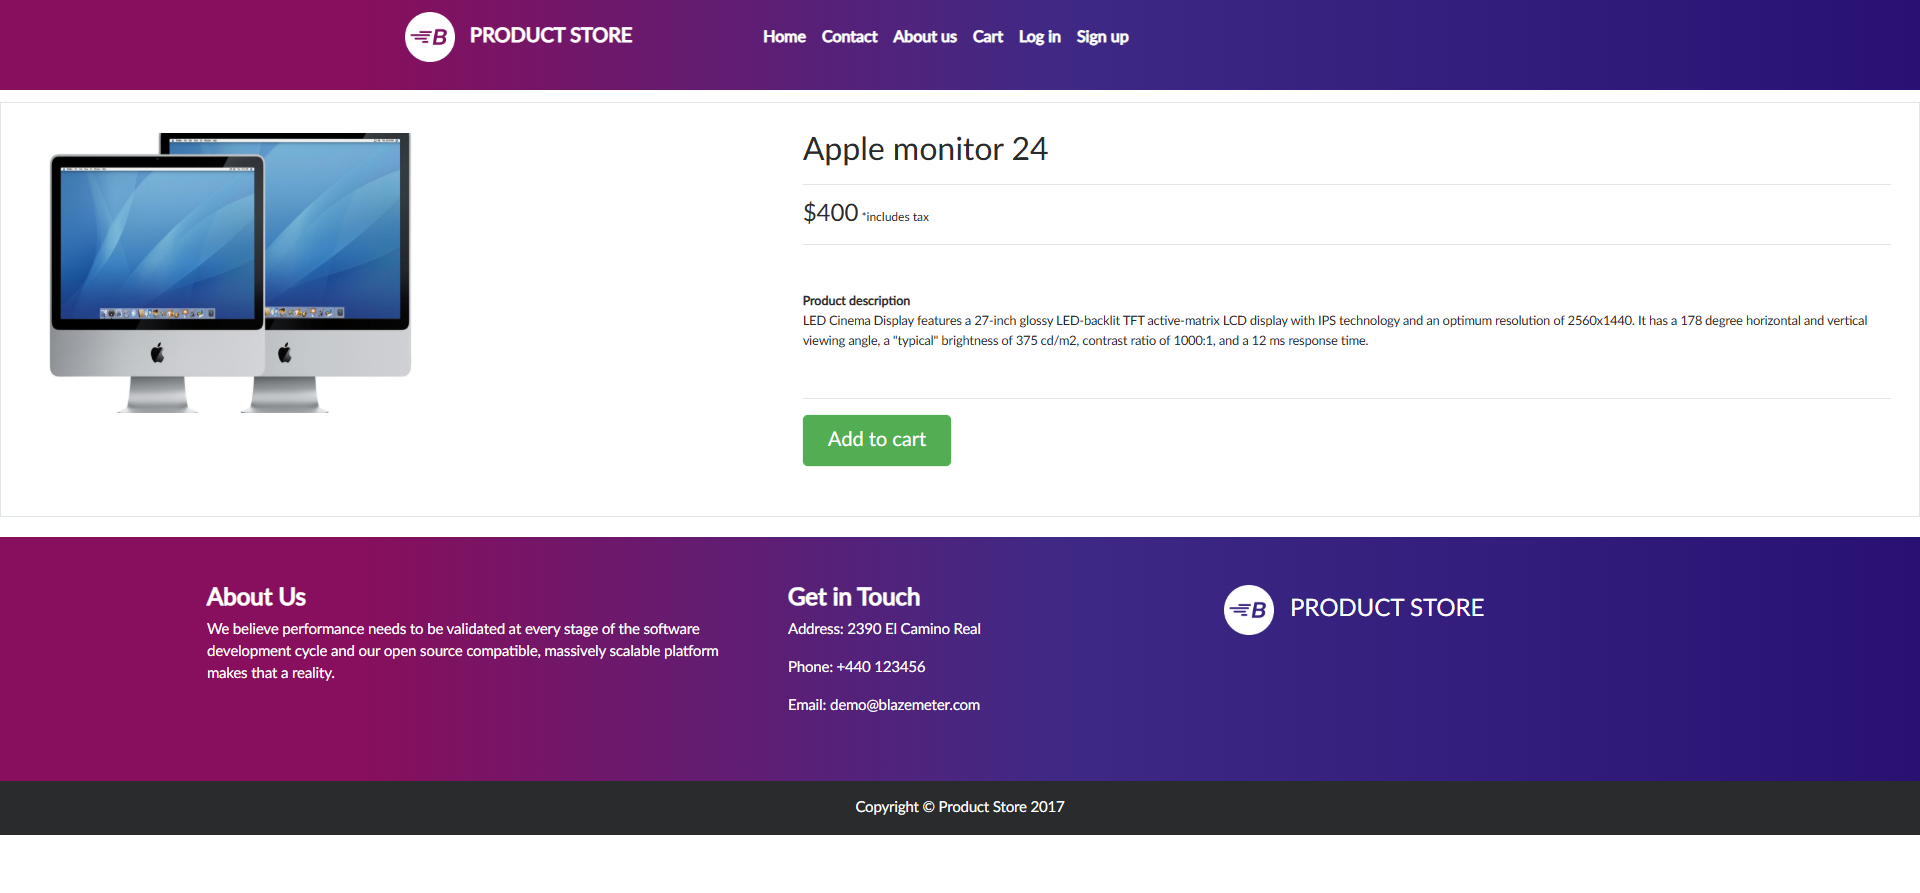 B PRODUCT STORE
Home Contact About us Cart Log in Sign up
Apple monitor 24
$400 *includes tax
Product description
LED Cinema Display features a 27-inch glossy LED-backlit TFT active-matrix LCD display with IPS technology and an optimum resolution of 2560x1440. It has a 178 degree horizontal and vertical
viewing angle, a "typical" brightness of 375 cd/m2, contrast ratio of 1000:1, and a 12 ms response time.
Add to cart
About Us
We believe performance needs to be validated at every stage of the software
development cycle and our open source compatible, massively scalable platform
makes that a reality.
Get in Touch
Address: 2390 El Camino Real
Phone: +440 123456
Email: demo@blazemeter.com
B PRODUCT STORE
Copyright © Product Store 2017